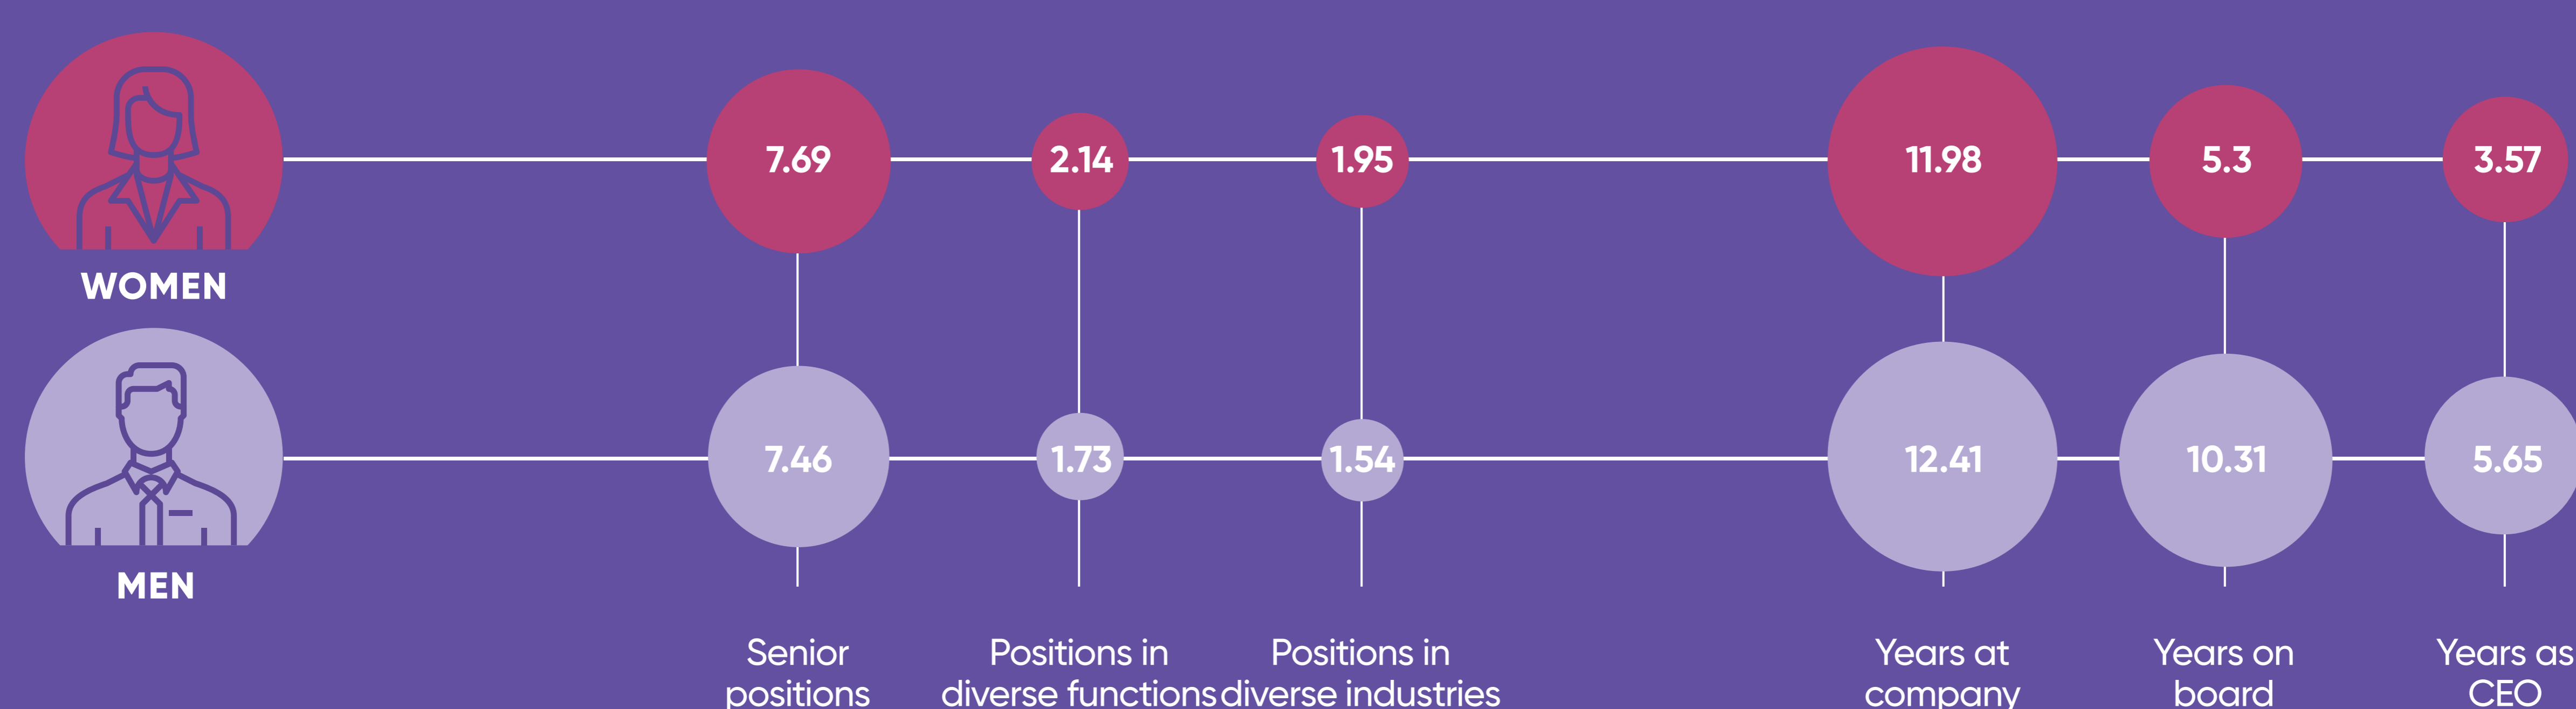 7.69
2.14
1.95
11.98
5.3
3.57
WOMEN
7.46
1.73
1.54
12.41
10.31
5.65
MEN
Senior
positions
Positions in
diverse functions
Positions in
diverse industries
Years at
company
Years on
board
Years as
CEO